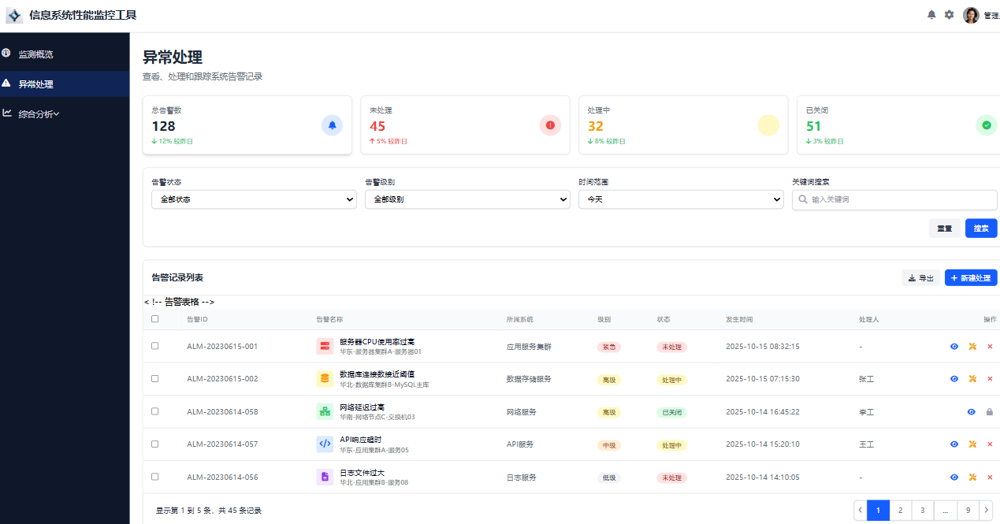 信息系统性能监控工具
管理
监测概览
异常处理
综合分析
异常处理
查看、处理和跟踪系统告警记录
总告警数
128
12% 较昨日
未处理
45
5% 较昨日
处理中
32
8% 较昨日
已关闭
51
3% 较昨日
告警状态
全部状态
告警级别
全部级别
时间范围
今天
关键词搜索
输入关键词
重置
搜索
告警记录列表
导出
新建处理
< !-- 告警表格 -->
告警ID 告警名称 所属系统 级别 状态 发生时间 处理人 操作
ALM-20230615-001 服务器CPU使用率过高 应用服务集群 紧急 未处理 2025-10-15 08:32:15 -
华东-服务器集群A-服务器01
ALM-20230615-002 数据库连接数接近阈值 数据存储服务 高级 处理中 2025-10-15 07:15:30 张工
华北-数据库集群B-MySQL主库
ALM-20230614-058 网络延迟过高 网络服务 高级 已关闭 2025-10-14 16:45:22 李工
华南-网络节点C-交换机03
ALM-20230614-057 API响应超时 API服务 中级 处理中 2025-10-14 15:20:10 王工
华东-应用集群A-服务05
ALM-20230614-056 日志文件过大 日志服务 低级 未处理 2025-10-14 14:10:05 -
华北-应用集群B-服务08
显示第 1 到 5 条，共 45 条记录
1 2 3 ... 9